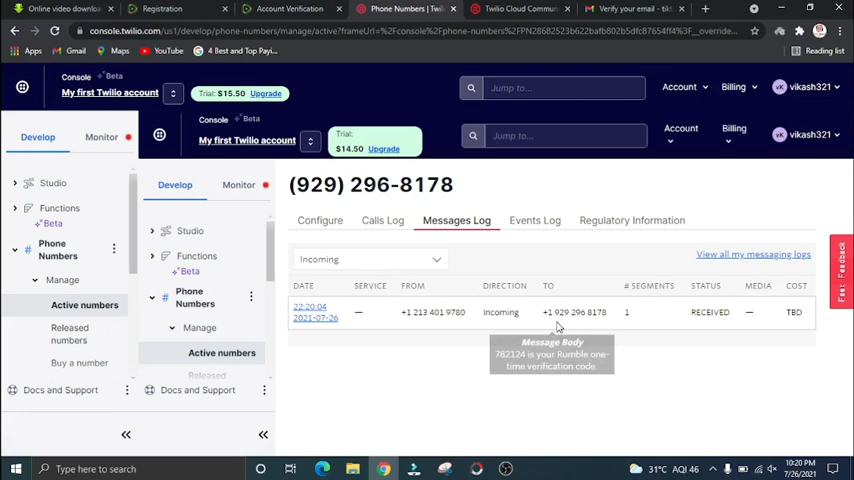 Online video downloa
Registration
Account Verification
Phone Numbers | Twili
Twilio Cloud Commun
Verify your email - tik
console.twilio.com/us1/develop/phone-numbers/manage/active?frameUrl=%2Fconsole%2Fphone-numbers%2FPN28682523b622bafb802d5bfc87654ff4%3F__override...
Apps
Gmail
Maps
YouTube
4 Best and Top Payi...
Reading list
Console
Beta
My first Twilio account
Trial: $15.50 Upgrade
Jump to...
Account
Billing
VK
vikash321
Console
Beta
My first Twilio account
Trial:
$14.50 Upgrade
Jump to...
Account
Billing
VK
vikash321
Develop
Monitor
Studio
Functions
Beta
# Phone
Numbers
Manage
Active numbers
Released
numbers
Buy a number
Docs and Support
Develop
Monitor
Studio
Functions
Beta
# Phone
Numbers
Manage
Active numbers
Released
Docs and Support
(929) 296-8178
Configure
Calls Log
Messages Log
Events Log
Regulatory Information
Incoming
View all my messaging logs
DATE SERVICE FROM DIRECTION TO # SEGMENTS STATUS MEDIA COST
22:20:04
2021-07-26
— +1 213 401 9780 Incoming +1 929 296 8178 1 RECEIVED — TBD
Message Body
782124 is your Rumble one-
time verification code.
Feedback
Type here to search
31°C AQI 46
10:20 PM
7/26/2021